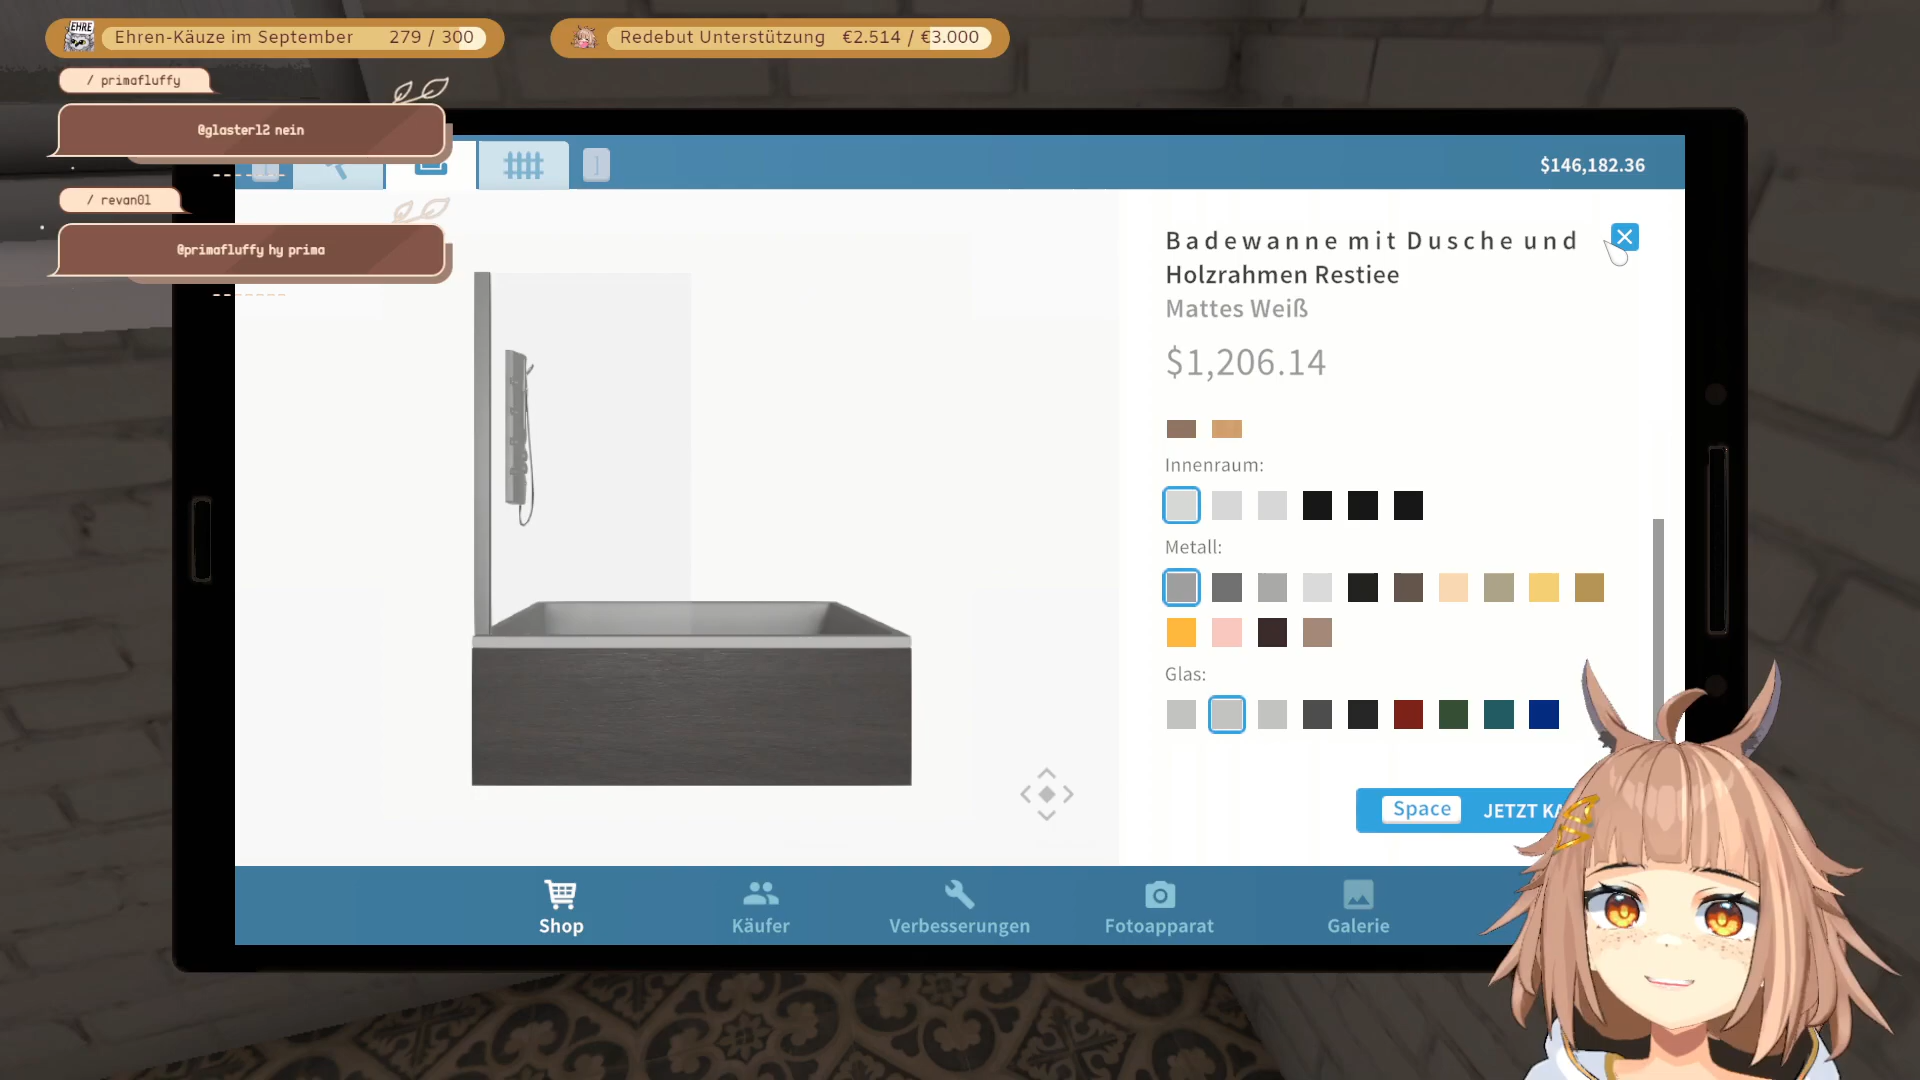 EHRE
Ehren-Käuze im September 279 / 300
Redebut Unterstützung €2.514 / €3.000
/ primafluffy
@glaster12 nein
/ revan01
@primafluffy hy prima
]
$146,182.36
Badewanne mit Dusche und
Holzrahmen Restiee
Mattes Weiß
$1,206.14
Innenraum:
Metall:
Glas:
Space JETZT KA
Shop
Käufer
Verbesserungen
Fotoapparat
Galerie